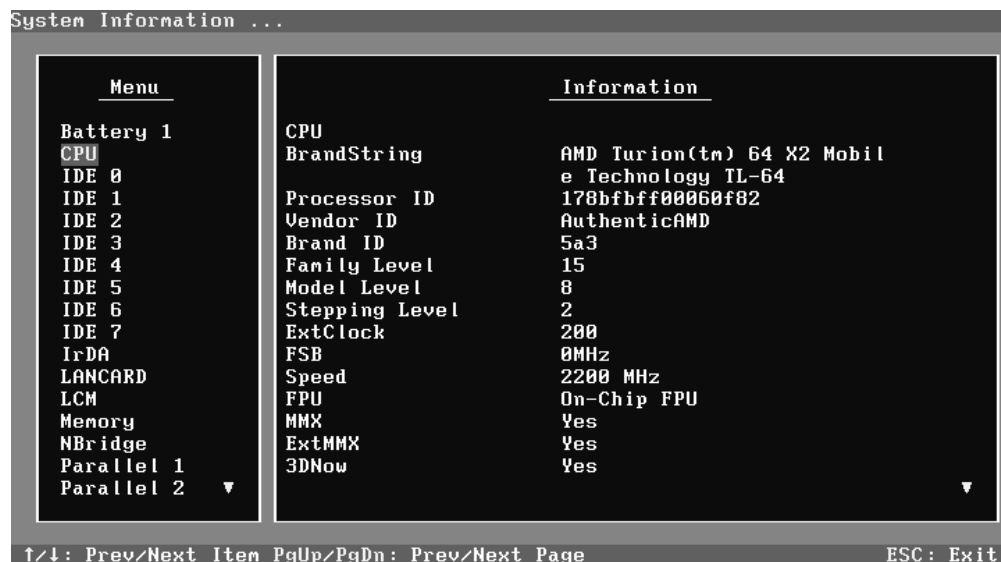 System Information ...
Menu
Battery 1
CPU
IDE 0
IDE 1
IDE 2
IDE 3
IDE 4
IDE 5
IDE 6
IDE 7
IrDA
LANCARD
LCM
Memory
NBridge
Parallel 1
Parallel 2 ▼
Information
CPU
BrandString AMD Turion(tm) 64 X2 Mobil
e Technology TL-64
Processor ID 178bfbff00060f82
Vendor ID AuthenticAMD
Brand ID 5a3
Family Level 15
Model Level 8
Stepping Level 2
ExtClock 200
FSB 0MHz
Speed 2200 MHz
FPU On-Chip FPU
MMX Yes
ExtMMX Yes
3DNow Yes
▼
↑/↓: Prev/Next Item PgUp/PgDn: Prev/Next Page ESC: Exit